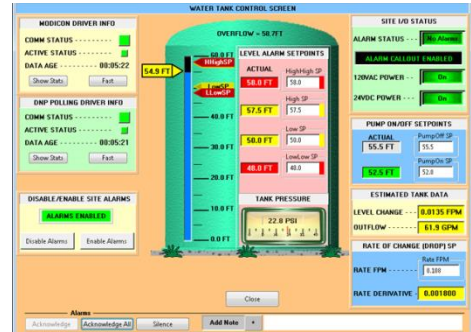 WATER TANK CONTROL SCREEN
MODICON DRIVER INFO
COMM STATUS
ACTIVE STATUS
DATA AGE 00:05:22
Show Stats Fast
DNP POLLING DRIVER INFO
COMM STATUS
ACTIVE STATUS
DATA AGE 00:05:21
Show Stats Fast
DISABLE/ENABLE SITE ALARMS
ALARMS ENABLED
Disable Alarms Enable Alarms
OVERFLOW = 58.7FT
54.9 FT
60.0 FT
HHighSP
LowSP
LLowSP
40.0 FT
30.0 FT
20.0 FT
10.0 FT
0.0 FT
LEVEL ALARM SETPOINTS
ACTUAL HighHigh SP
58.0 FT 58.0
High SP
57.5 FT 57.5
Low SP
50.0 FT 50.0
LowLow SP
48.0 FT 48.0
TANK PRESSURE
22.8 PSI
Close
SITE I/O STATUS
ALARM STATUS No Alarms
ALARM CALLOUT ENABLED
120VAC POWER On
24VDC POWER On
PUMP ON/OFF SETPOINTS
ACTUAL PumpOff SP
55.5 FT 55.5
PumpOn SP
52.5 FT 52.0
ESTIMATED TANK DATA
LEVEL CHANGE 0.0135 FPM
OUTFLOW 61.9 GPM
RATE OF CHANGE (DROP) SP
Rate FPM
RATE FPM 0.100
RATE DERIVATIVE 0.001800
Alarms
Acknowledge Acknowledge All Silence Add Note +